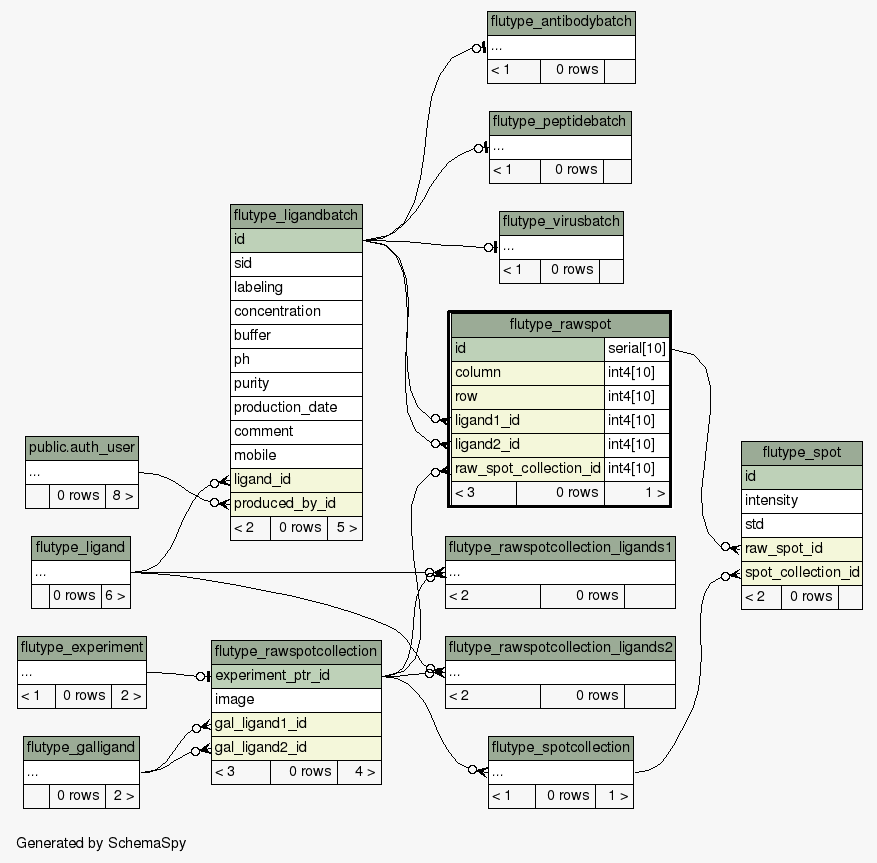 flutype_antibodybatch
...
< 1 0 rows
flutype_peptidebatch
...
< 1 0 rows
flutype_virusbatch
...
< 1 0 rows
flutype_ligandbatch
id
sid
labeling
concentration
buffer
ph
purity
production_date
comment
mobile
ligand_id
produced_by_id
< 2 0 rows 5 >
flutype_rawspot
id serial[10]
column int4[10]
row int4[10]
ligand1_id int4[10]
ligand2_id int4[10]
raw_spot_collection_id int4[10]
< 3 0 rows 1 >
public.auth_user
...
0 rows 8 >
flutype_spot
id
intensity
std
raw_spot_id
spot_collection_id
< 2 0 rows
flutype_ligand
...
0 rows 6 >
flutype_rawspotcollection_ligands1
...
< 2 0 rows
flutype_experiment
...
< 1 0 rows 2 >
flutype_rawspotcollection
experiment_ptr_id
image
gal_ligand1_id
gal_ligand2_id
< 3 0 rows 4 >
flutype_rawspotcollection_ligands2
...
< 2 0 rows
flutype_galligand
...
0 rows 2 >
flutype_spotcollection
...
< 1 0 rows 1 >
Generated by SchemaSpy